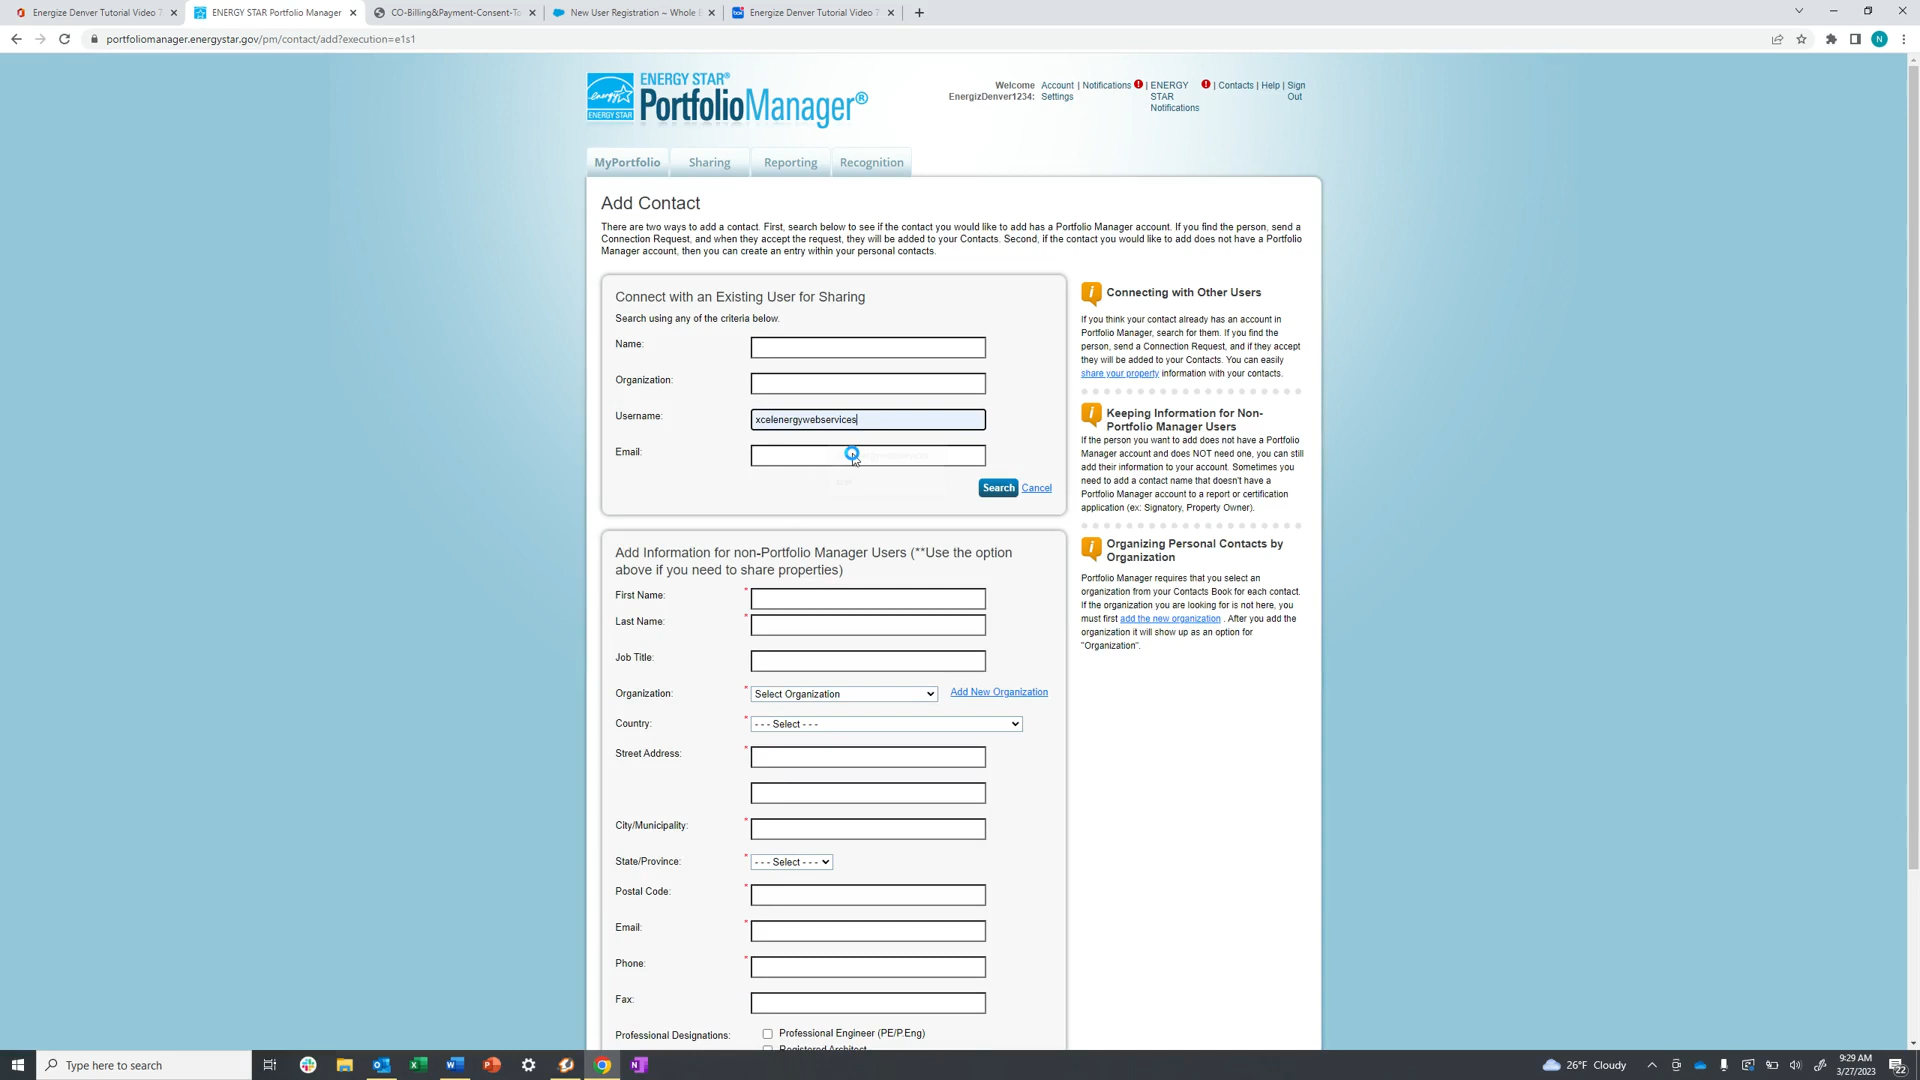 Energize Denver Tutorial Video 7
ENERGY STAR Portfolio Manager
CO-Billing&Payment-Consent-To
New User Registration ~ Whole B
Energize Denver Tutorial Video 7
portfoliomanager.energystar.gov/pm/contact/add?execution=e1s1
N
ENERGY STAR®
PortfolioManager®
energy
ENERGY STAR
Welcome
EnergizDenver1234:
Account
Settings
| Notifications
| ENERGY
STAR
Notifications
| Contacts | Help | Sign
Out
MyPortfolio
Sharing
Reporting
Recognition
Add Contact
There are two ways to add a contact. First, search below to see if the contact you would like to add has a Portfolio Manager account. If you find the person, send a
Connection Request, and when they accept the request, they will be added to your Contacts. Second, if the contact you would like to add does not have a Portfolio
Manager account, then you can create an entry within your personal contacts.
Connect with an Existing User for Sharing
Search using any of the criteria below.
Name:
Organization:
Username:
xcelenergywebservices
Email:
Search
Cancel
Add Information for non-Portfolio Manager Users (**Use the option
above if you need to share properties)
First Name:
*
Last Name:
*
Job Title:
Organization:
*
Select Organization
Add New Organization
Country:
*
- - - Select - - -
Street Address:
*
City/Municipality:
*
State/Province:
*
- - - Select - - -
Postal Code:
*
Email:
*
Phone:
*
Fax:
Professional Designations:
Professional Engineer (PE/P.Eng)
Registered Architect
Connecting with Other Users
If you think your contact already has an account in
Portfolio Manager, search for them. If you find the
person, send a Connection Request, and if they accept
they will be added to your Contacts. You can easily
share your property information with your contacts.
Keeping Information for Non-
Portfolio Manager Users
If the person you want to add does not have a Portfolio
Manager account and does NOT need one, you can still
add their information to your account. Sometimes you
need to add a contact name that doesn't have a
Portfolio Manager account to a report or certification
application (ex: Signatory, Property Owner).
Organizing Personal Contacts by
Organization
Portfolio Manager requires that you select an
organization from your Contacts Book for each contact.
If the organization you are looking for is not here, you
must first add the new organization . After you add the
organization it will show up as an option for
"Organization".
Type here to search
26°F Cloudy
9:29 AM
3/27/2023
22